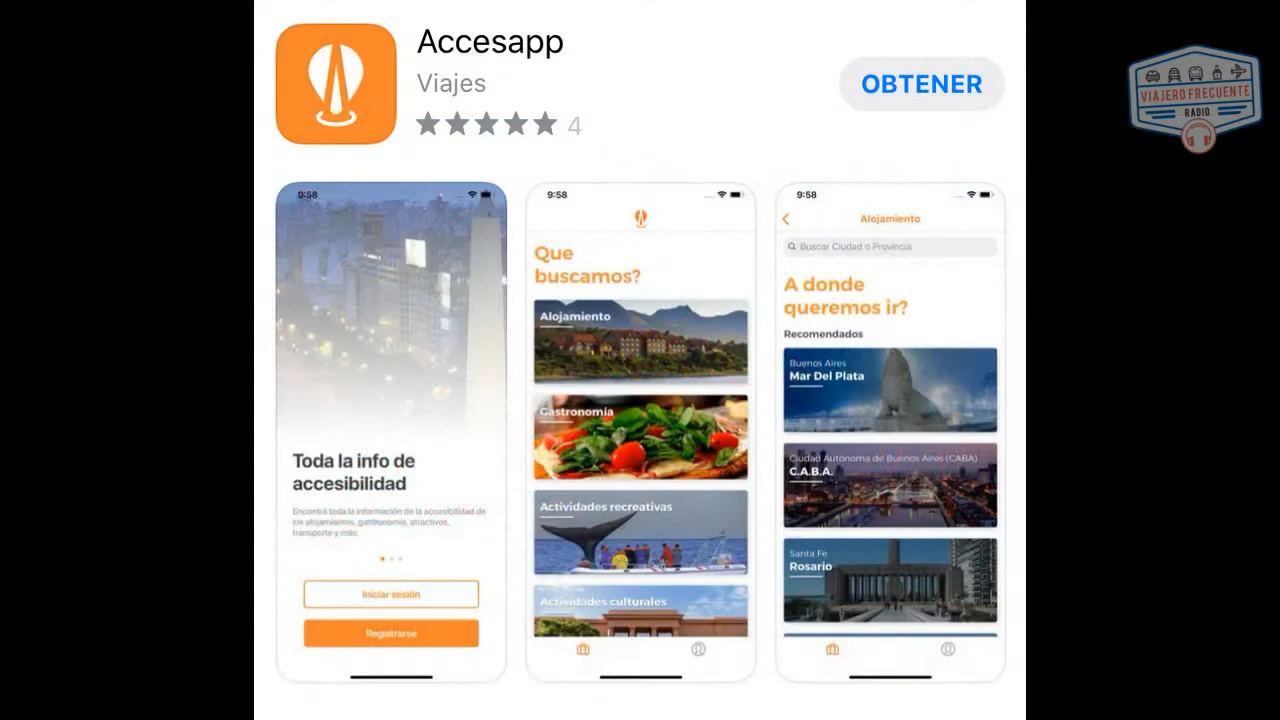 Accesapp
Viajes
OBTENER
4
VIAJERO FRECUENTE
RADIO
9:58
Toda la info de
accesibilidad
Encontrá toda la información de la accesibilidad de
los alojamientos, gastronomía, atractivos,
transporte y más.
Iniciar sesión
Registrarse
9:58
Que
buscamos?
Alojamiento
Gastronomía
Actividades recreativas
Actividades culturales
9:58
Alojamiento
Buscar Ciudad o Provincia
A donde
queremos ir?
Recomendados
Buenos Aires
Mar Del Plata
Ciudad Autónoma de Buenos Aires (CABA)
C.A.B.A.
Santa Fe
Rosario